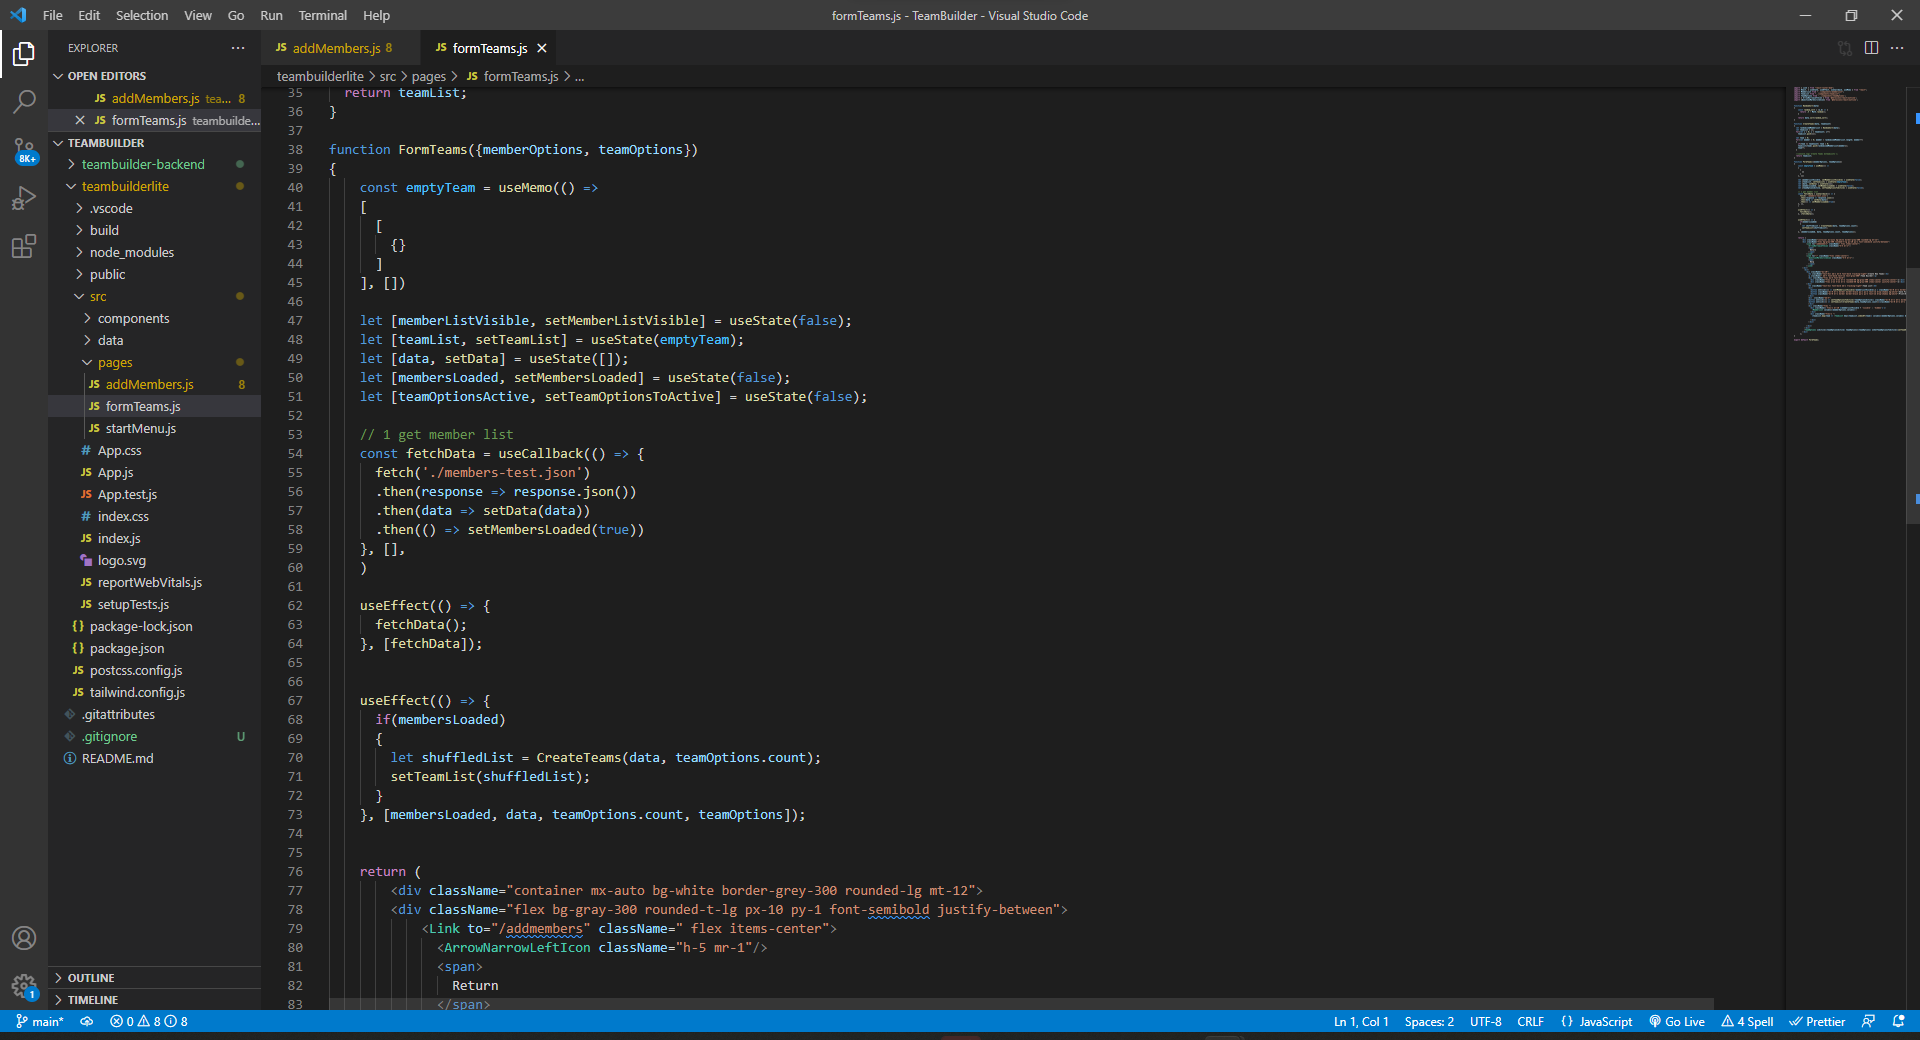 File Edit Selection View Go Run Terminal Help
formTeams.js - TeamBuilder - Visual Studio Code
EXPLORER
JS addMembers.js 8
JS formTeams.js
teambuilderlite > src > pages > JS formTeams.js > ...
OPEN EDITORS
JS addMembers.js tea... 8
JS formTeams.js teambuilde...
TEAMBUILDER
teambuilder-backend
teambuilderlite
.vscode
build
node_modules
public
src
components
data
pages
JS addMembers.js 8
JS formTeams.js
JS startMenu.js
# App.css
JS App.js
JS App.test.js
# index.css
JS index.js
logo.svg
JS reportWebVitals.js
JS setupTests.js
{} package-lock.json
{} package.json
JS postcss.config.js
JS tailwind.config.js
.gitattributes
.gitignore U
README.md
OUTLINE
TIMELINE
8K+
1
35 return teamList;
36 }
37
38 function FormTeams({memberOptions, teamOptions})
39 {
40 const emptyTeam = useMemo(() =>
41 [
42 [
43 {}
44 ]
45 ], [])
46
47 let [memberListVisible, setMemberListVisible] = useState(false);
48 let [teamList, setTeamList] = useState(emptyTeam);
49 let [data, setData] = useState([]);
50 let [membersLoaded, setMembersLoaded] = useState(false);
51 let [teamOptionsActive, setTeamOptionsToActive] = useState(false);
52
53 // 1 get member list
54 const fetchData = useCallback(() => {
55 fetch('./members-test.json')
56 .then(response => response.json())
57 .then(data => setData(data))
58 .then(() => setMembersLoaded(true))
59 }, [],
60 )
61
62 useEffect(() => {
63 fetchData();
64 }, [fetchData]);
65
66
67 useEffect(() => {
68 if(membersLoaded)
69 {
70 let shuffledList = CreateTeams(data, teamOptions.count);
71 setTeamList(shuffledList);
72 }
73 }, [membersLoaded, data, teamOptions.count, teamOptions]);
74
75
76 return (
77 <div className="container mx-auto bg-white border-grey-300 rounded-lg mt-12">
78 <div className="flex bg-gray-300 rounded-t-lg px-10 py-1 font-semibold justify-between">
79 <Link to="/addmembers" className=" flex items-center">
80 <ArrowNarrowLeftIcon className="h-5 mr-1"/>
81 <span>
82 Return
83 </span>
main* 0 8 8
Ln 1, Col 1 Spaces: 2 UTF-8 CRLF {} JavaScript Go Live 4 Spell Prettier